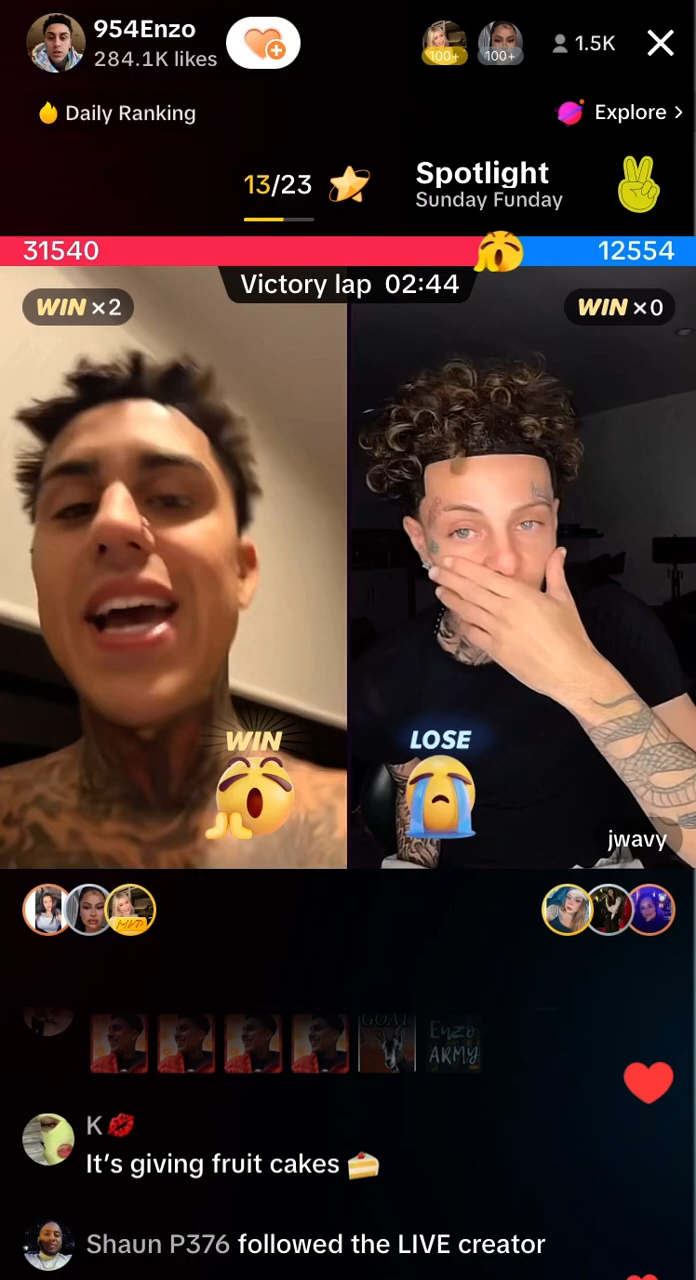 954Enzo
284.1K likes
100+
100+
1.5K
Daily Ranking
Explore >
13/23
Spotlight
Sunday Funday
31540
12554
Victory lap 02:44
WIN ×2
WIN ×0
WIN
LOSE
jwavy
MVP
GOAT
Enzo
ARMY
K
It's giving fruit cakes
Shaun P376 followed the LIVE creator